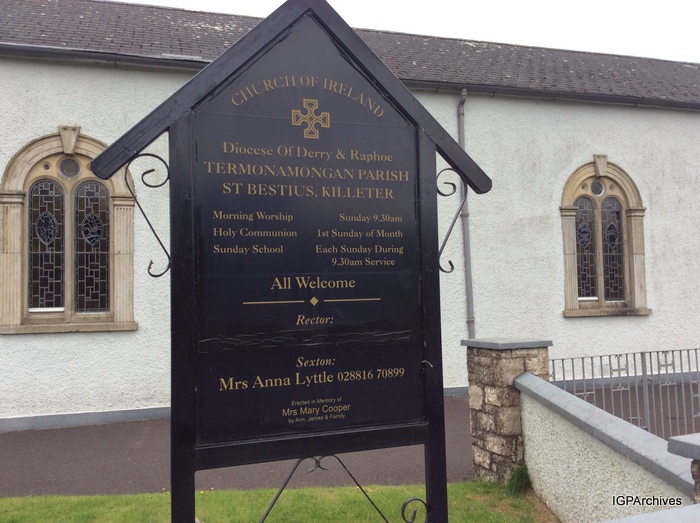 CHURCH OF IRELAND
Diocese Of Derry & Raphoe
TERMONAMONGAN PARISH
ST BESTIUS, KILLETER
Morning Worship Sunday 9.30am
Holy Communion 1st Sunday of Month
Sunday School Each Sunday During
9.30am Service
All Welcome
Rector:
Sexton:
Mrs Anna Lyttle 028816 70899
Erected in Memory of
Mrs Mary Cooper
by Ann, James & Family
IGPArchives